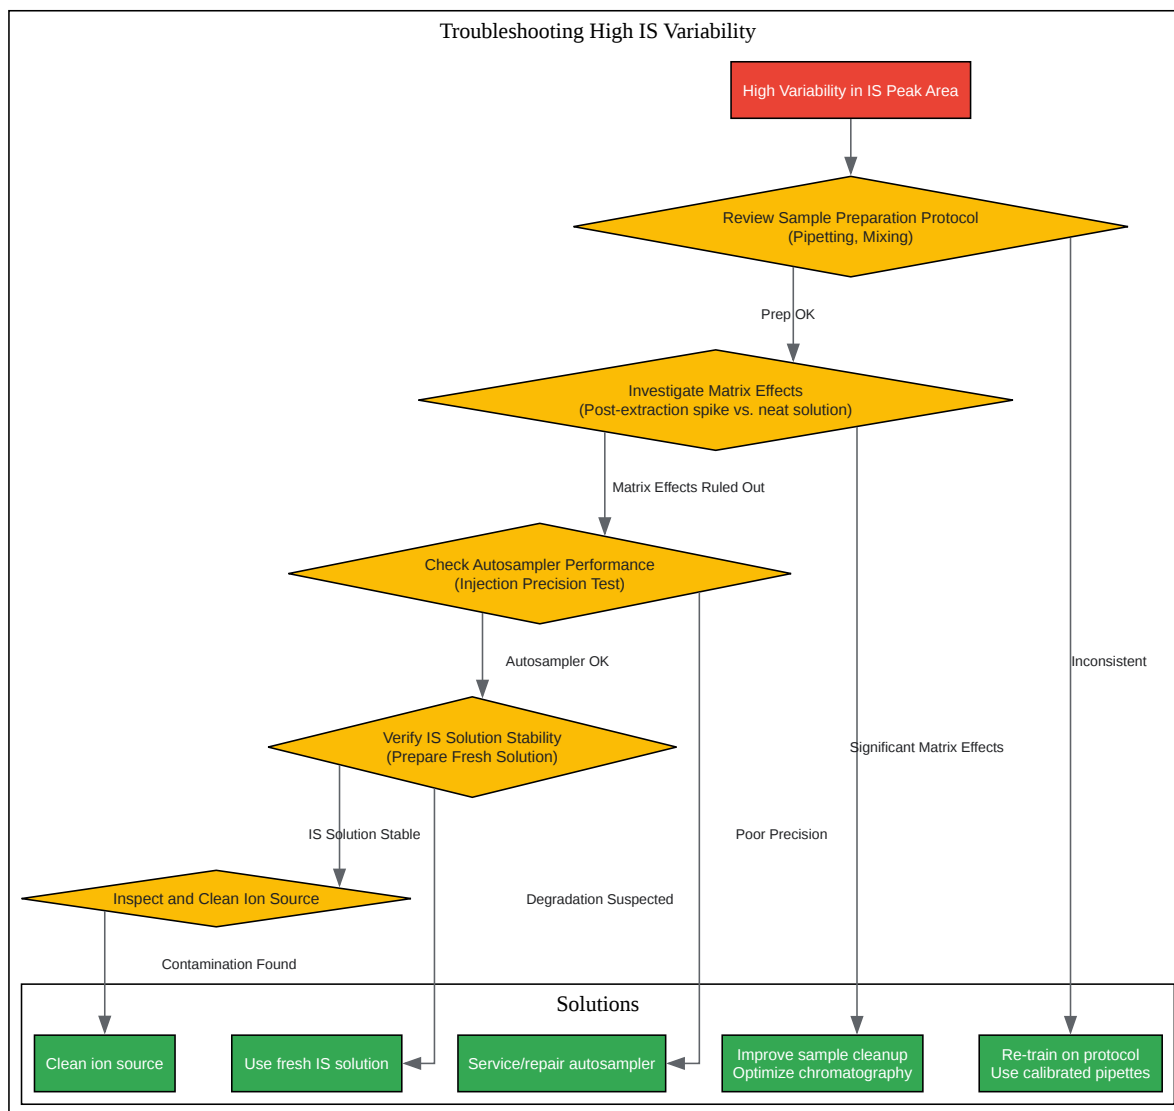 Troubleshooting High IS Variability
High Variability in IS Peak Area
Review Sample Preparation Protocol
(Pipetting, Mixing)
Prep OK
Investigate Matrix Effects
(Post-extraction spike vs. neat solution)
Matrix Effects Ruled Out
Check Autosampler Performance
(Injection Precision Test)
Autosampler OK
Inconsistent
Verify IS Solution Stability
(Prepare Fresh Solution)
Significant Matrix Effects
IS Solution Stable
Poor Precision
Inspect and Clean Ion Source
Degradation Suspected
Contamination Found
Solutions
Clean ion source
Use fresh IS solution
Service/repair autosampler
Improve sample cleanup
Optimize chromatography
Re-train on protocol
Use calibrated pipettes